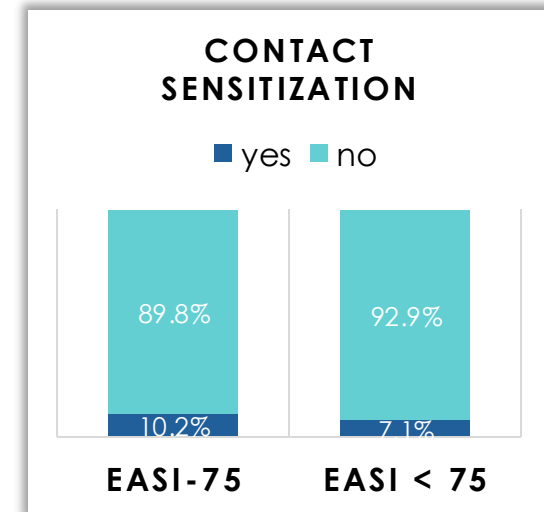 CONTACT
SENSITIZATION
yes no
89.8% 92.9%
10.2% 7.1%
EASI-75 EASI < 75